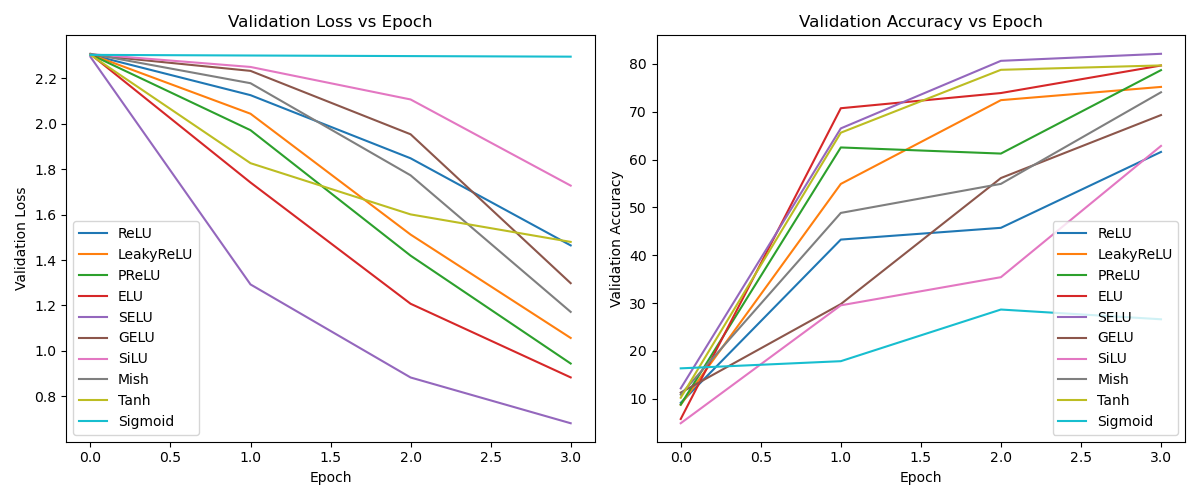 Validation Loss vs Epoch
Validation Loss
2.2
2.0
1.8
1.6
1.4
1.2
1.0
0.8
ReLU
LeakyReLU
PReLU
ELU
SELU
GELU
SiLU
Mish
Tanh
Sigmoid
0.0 0.5 1.0 1.5 2.0 2.5 3.0
Epoch
Validation Accuracy vs Epoch
Validation Accuracy
80
70
60
50
40
30
20
10
ReLU
LeakyReLU
PReLU
ELU
SELU
GELU
SiLU
Mish
Tanh
Sigmoid
0.0 0.5 1.0 1.5 2.0 2.5 3.0
Epoch